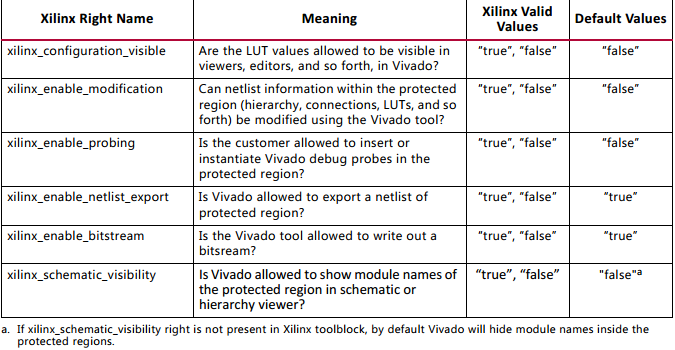 Xilinx Right Name Meaning Xilinx Valid Values Default Values
xilinx_configuration_visible Are the LUT values allowed to be visible in “true”, “false” “false”
viewers, editors, and so forth, in Vivado?
xilinx_enable_modification Can netlist information within the protected “true”, “false” “false”
region (hierarchy, connections, LUTs, and so
forth) be modified using the Vivado tool?
xilinx_enable_probing Is the customer allowed to insert or “true”, “false” “false”
instantiate Vivado debug probes in the
protected region?
xilinx_enable_netlist_export Is Vivado allowed to export a netlist of “true”, “false” “true”
protected region?
xilinx_enable_bitstream Is the Vivado tool allowed to write out a “true”, “false” “true”
bitsream?
xilinx_schematic_visibility Is Vivado allowed to show module names of “true”, “false” "false"a
the protected region in schematic or
hierarchy viewer?
a. If xilinx_schematic_visibility right is not present in Xilinx toolblock, by default Vivado will hide module names inside the
protected regions.